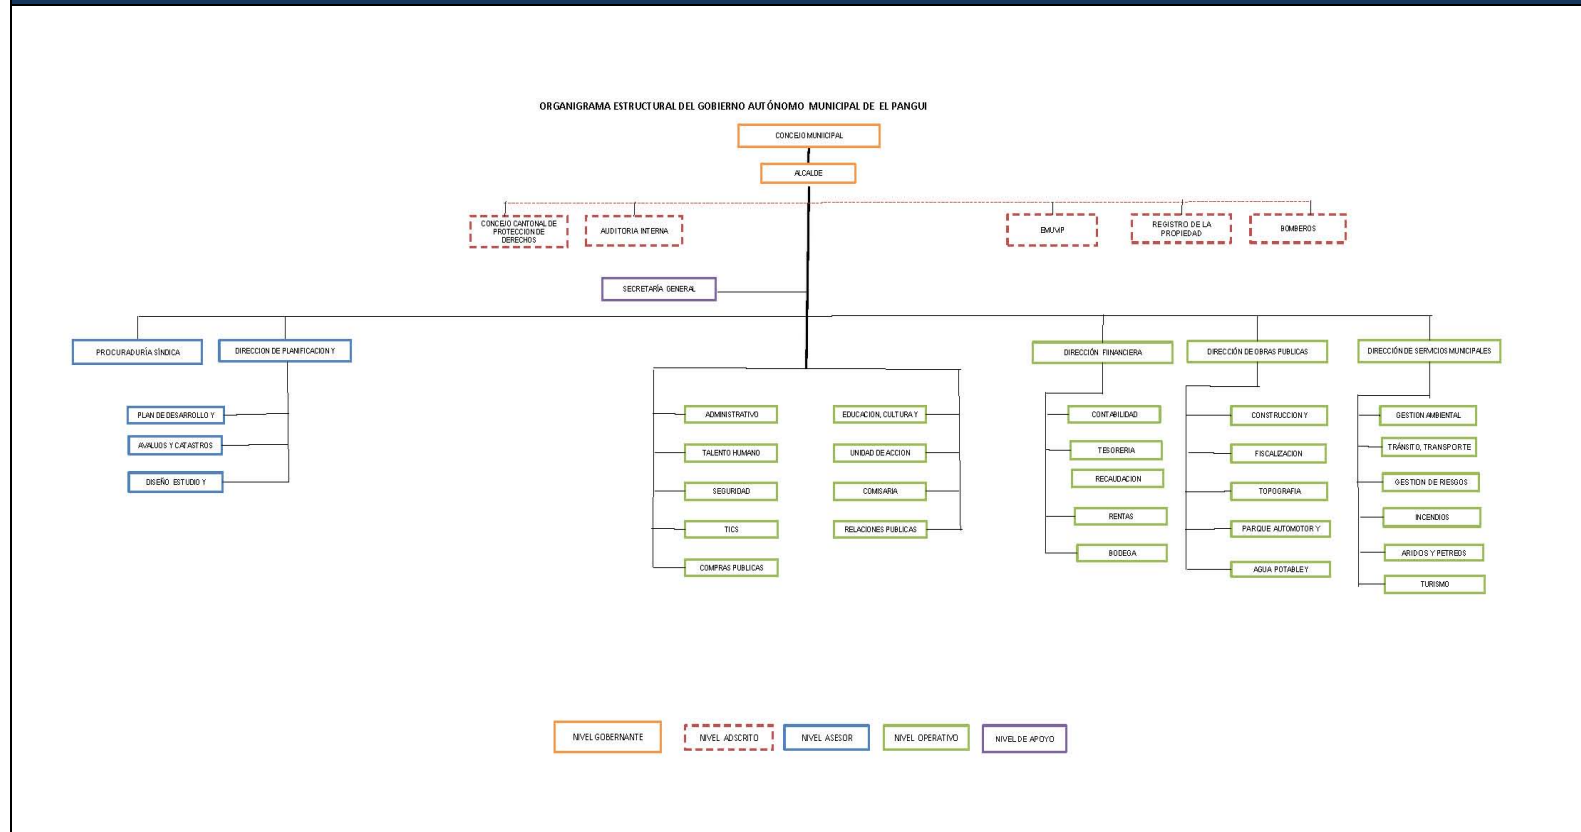 ORGANIGRAMA ESTRUCTURAL DEL GOBIERNO AUTÓNOMO MUNICIPAL DE EL PANGUI
CONCEJO MUNICIPAL
ALCALDE
CONCEJO CANTONAL DE
PROTECCION DE
DERECHOS
AUDITORIA INTERNA
EMUVIP
REGISTRO DE LA
PROPIEDAD
BOMBEROS
SECRETARÍA GENERAL
PROCURADURÍA SÍNDICA
DIRECCION DE PLANIFICACION Y
DIRECCIÓN FIINANCIERA
DIRECCIÓN DE OBRAS PUBLICAS
DIRECCIÓN DE SERVICIOS MUNICIPALES
PLAN DE DESARROLLO Y
AVALUOS Y CATASTROS
DISEÑO ESTUDIO Y
ADMINISTRATIVO
TALENTO HUMANO
SEGURIDAD
TICS
COMPRAS PUBLICAS
EDUCACION, CULTURA Y
UNIDAD DE ACCION
COMISARIA
RELACIONES PUBLICAS
CONTABILIDAD
TESORERIA
RECAUDACION
RENTAS
BODEGA
CONSTRUCCION Y
FISCALIZACION
TOPOGRAFIA
PARQUE AUTOMOTOR Y
AGUA POTABLE Y
GESTION AMBIENTAL
TRÁNSITO, TRANSPORTE
GESTION DE RIESGOS
INCENDIOS
ARIDOS Y PETREOS
TURISMO
NIVEL GOBERNANTE
NIVEL ADSCRITO
NIVEL ASESOR
NIVEL OPERATIVO
NIVEL DE APOYO